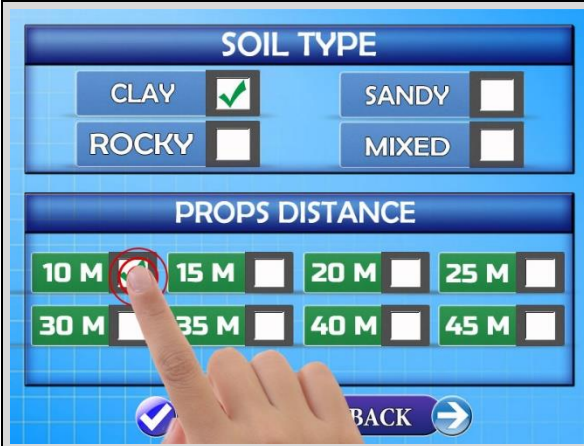 SOIL TYPE
CLAY SANDY
ROCKY MIXED
PROPS DISTANCE
10 M 15 M 20 M 25 M
30 M 35 M 40 M 45 M
BACK